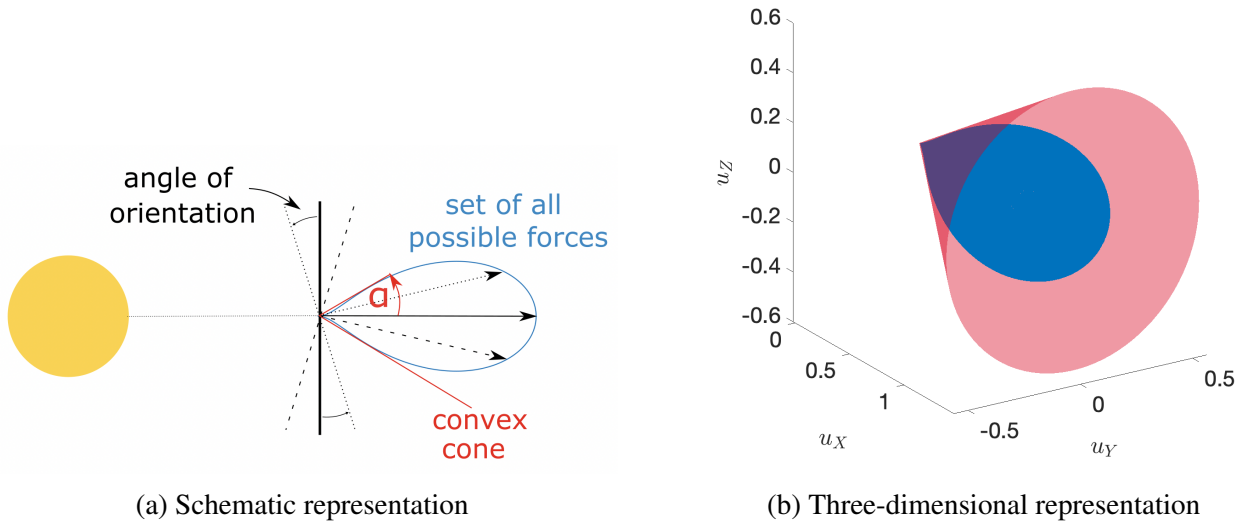 angle of
orientation
set of all
possible forces
α
convex
cone
(a) Schematic representation
0.6
0.4
0.2
0
-0.2
-0.4
-0.6
u_Z
0
0.5
1
u_X
-0.5
0
0.5
u_Y
(b) Three-dimensional representation